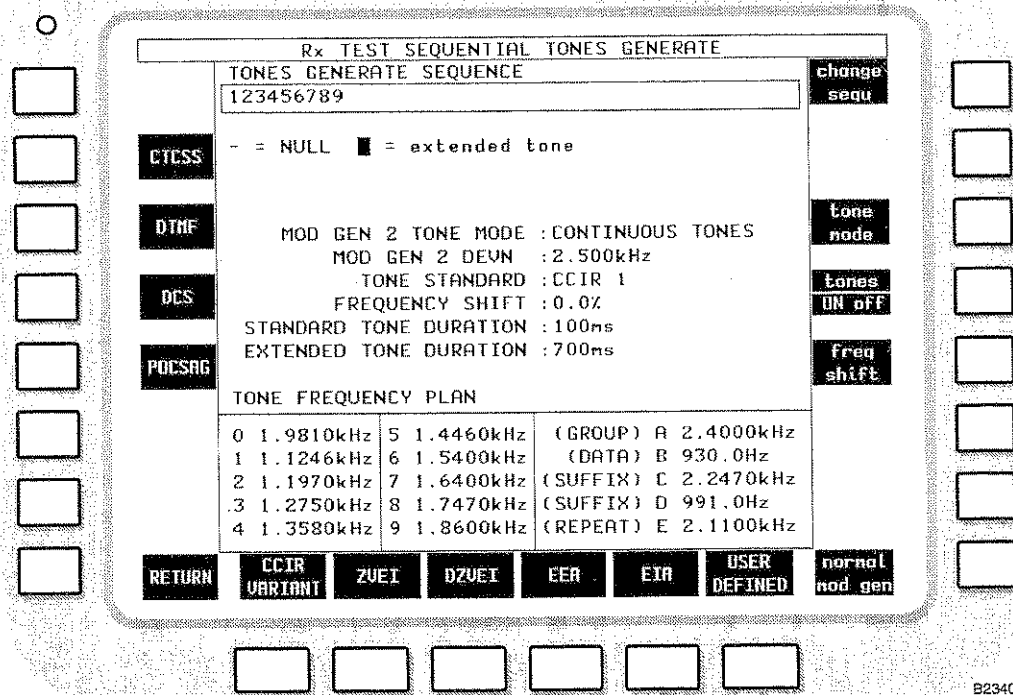 Rx TEST SEQUENTIAL TONES GENERATE
TONES GENERATE SEQUENCE
123456789
- = NULL █ = extended tone
MOD GEN 2 TONE MODE :CONTINUOUS TONES
MOD GEN 2 DEVN :2.500kHz
TONE STANDARD :CCIR 1
FREQUENCY SHIFT :0.0%
STANDARD TONE DURATION :100ms
EXTENDED TONE DURATION :700ms
TONE FREQUENCY PLAN
0 1.9810kHz 5 1.4460kHz (GROUP) A 2.4000kHz
1 1.1246kHz 6 1.5400kHz (DATA) B 930.0Hz
2 1.1970kHz 7 1.6400kHz (SUFFIX) C 2.2470kHz
3 1.2750kHz 8 1.7470kHz (SUFFIX) D 991.0Hz
4 1.3580kHz 9 1.8600kHz (REPEAT) E 2.1100kHz
CTCSS
DTMF
DCS
POCSAG
change
sequ
tone
mode
tones
ON off
freq
shift
RETURN
CCIR
VARIANT
ZVEI
DZVEI
EEA
EIA
USER
DEFINED
normal
mod gen
B2340